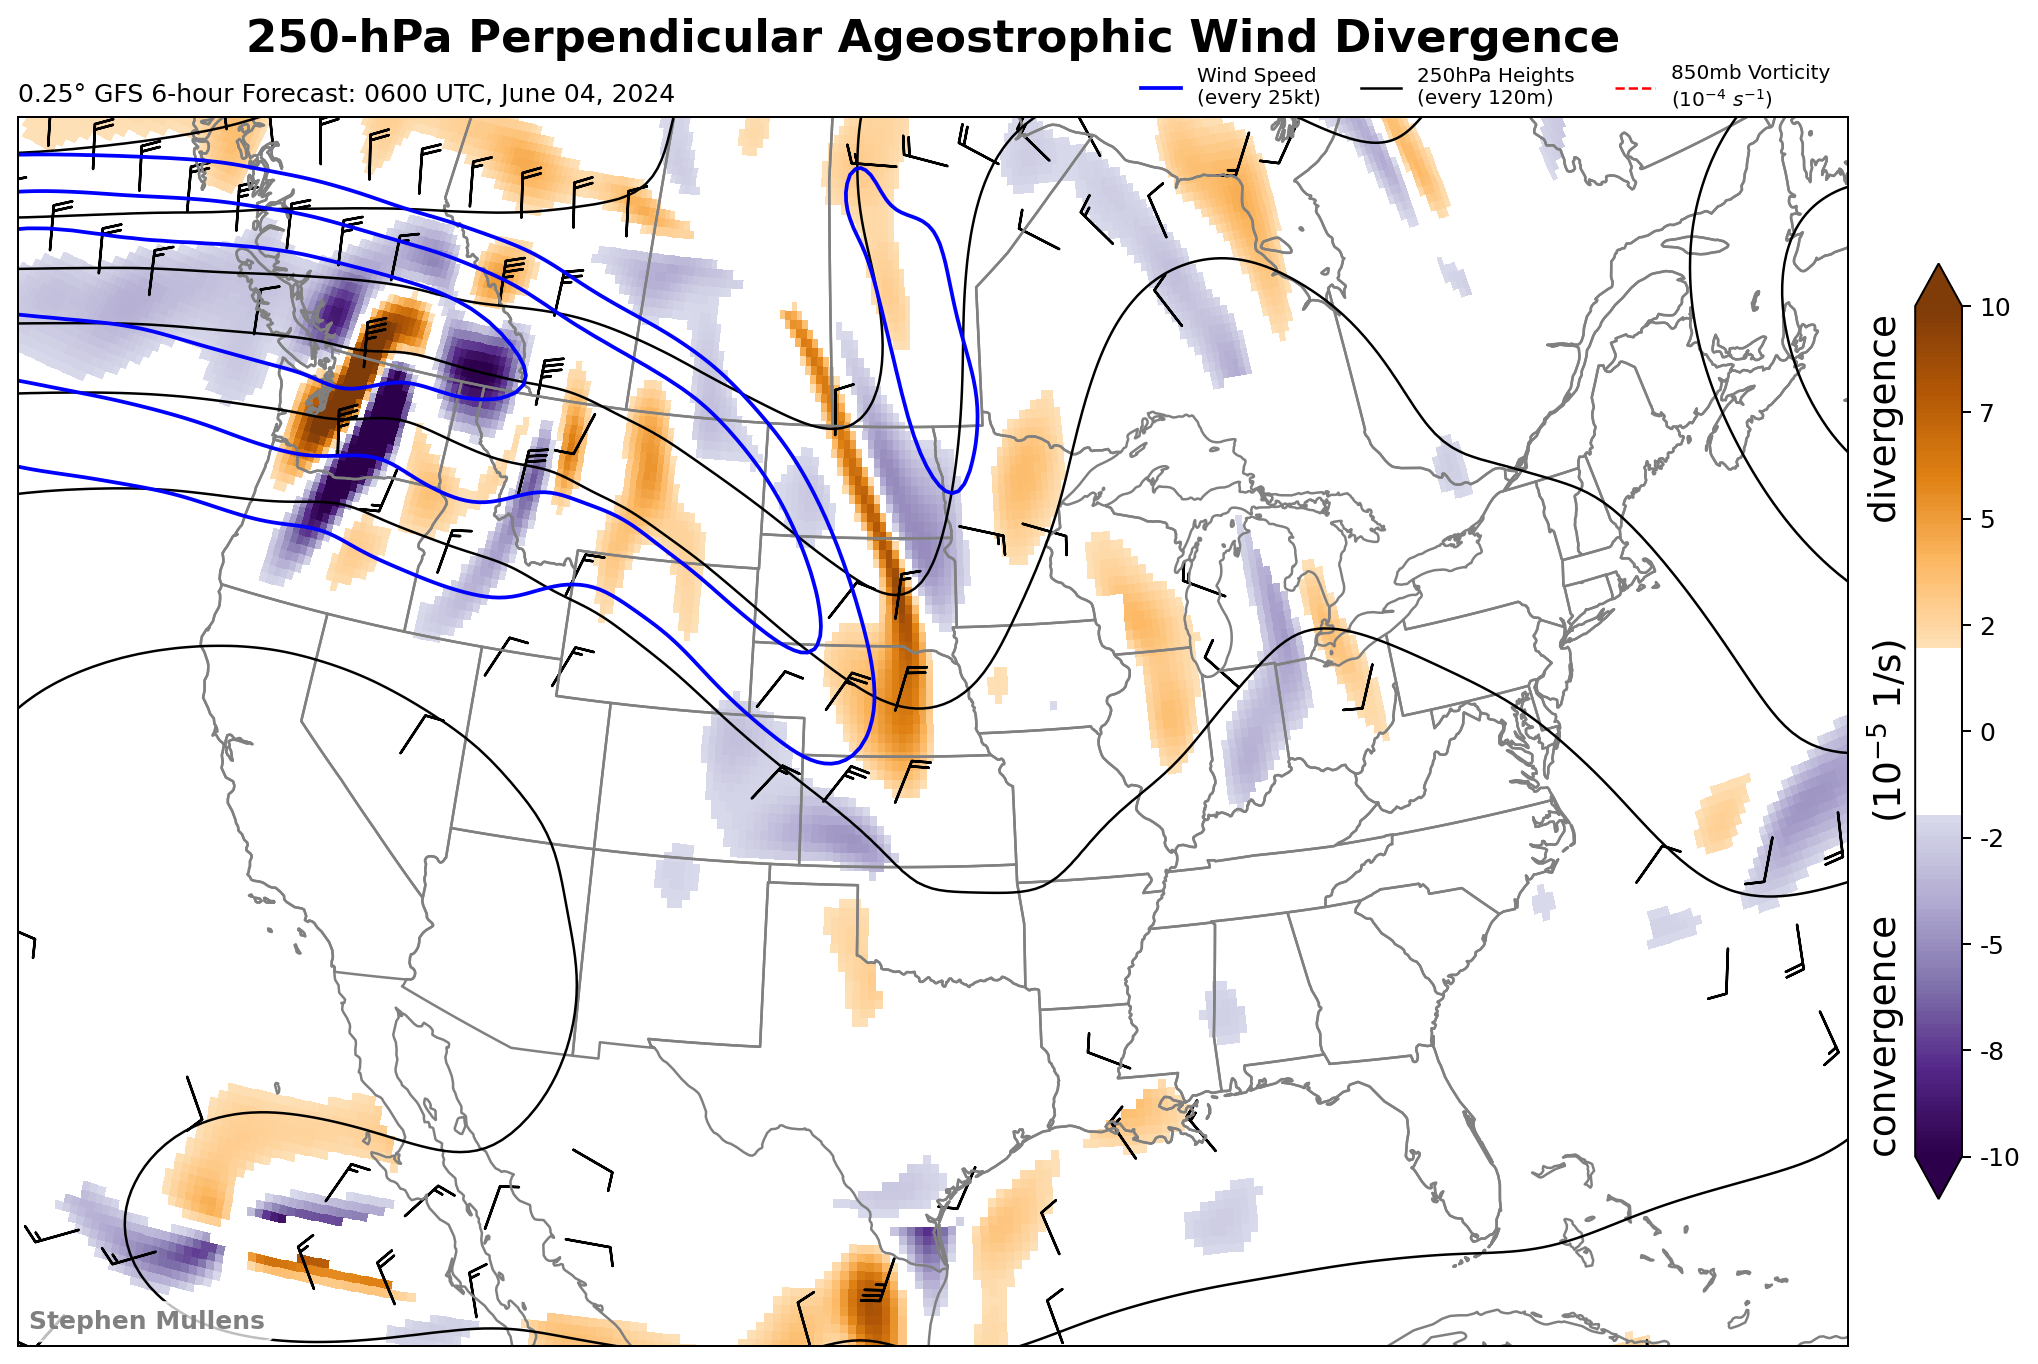 250-hPa Perpendicular Ageostrophic Wind Divergence
0.25° GFS 6-hour Forecast: 0600 UTC, June 04, 2024
Wind Speed
(every 25kt)
250hPa Heights
(every 120m)
850mb Vorticity
(10⁻⁴ s⁻¹)
10
7
5
2
0
-2
-5
-8
-10
convergence (10⁻⁵ 1/s) divergence
Stephen Mullens